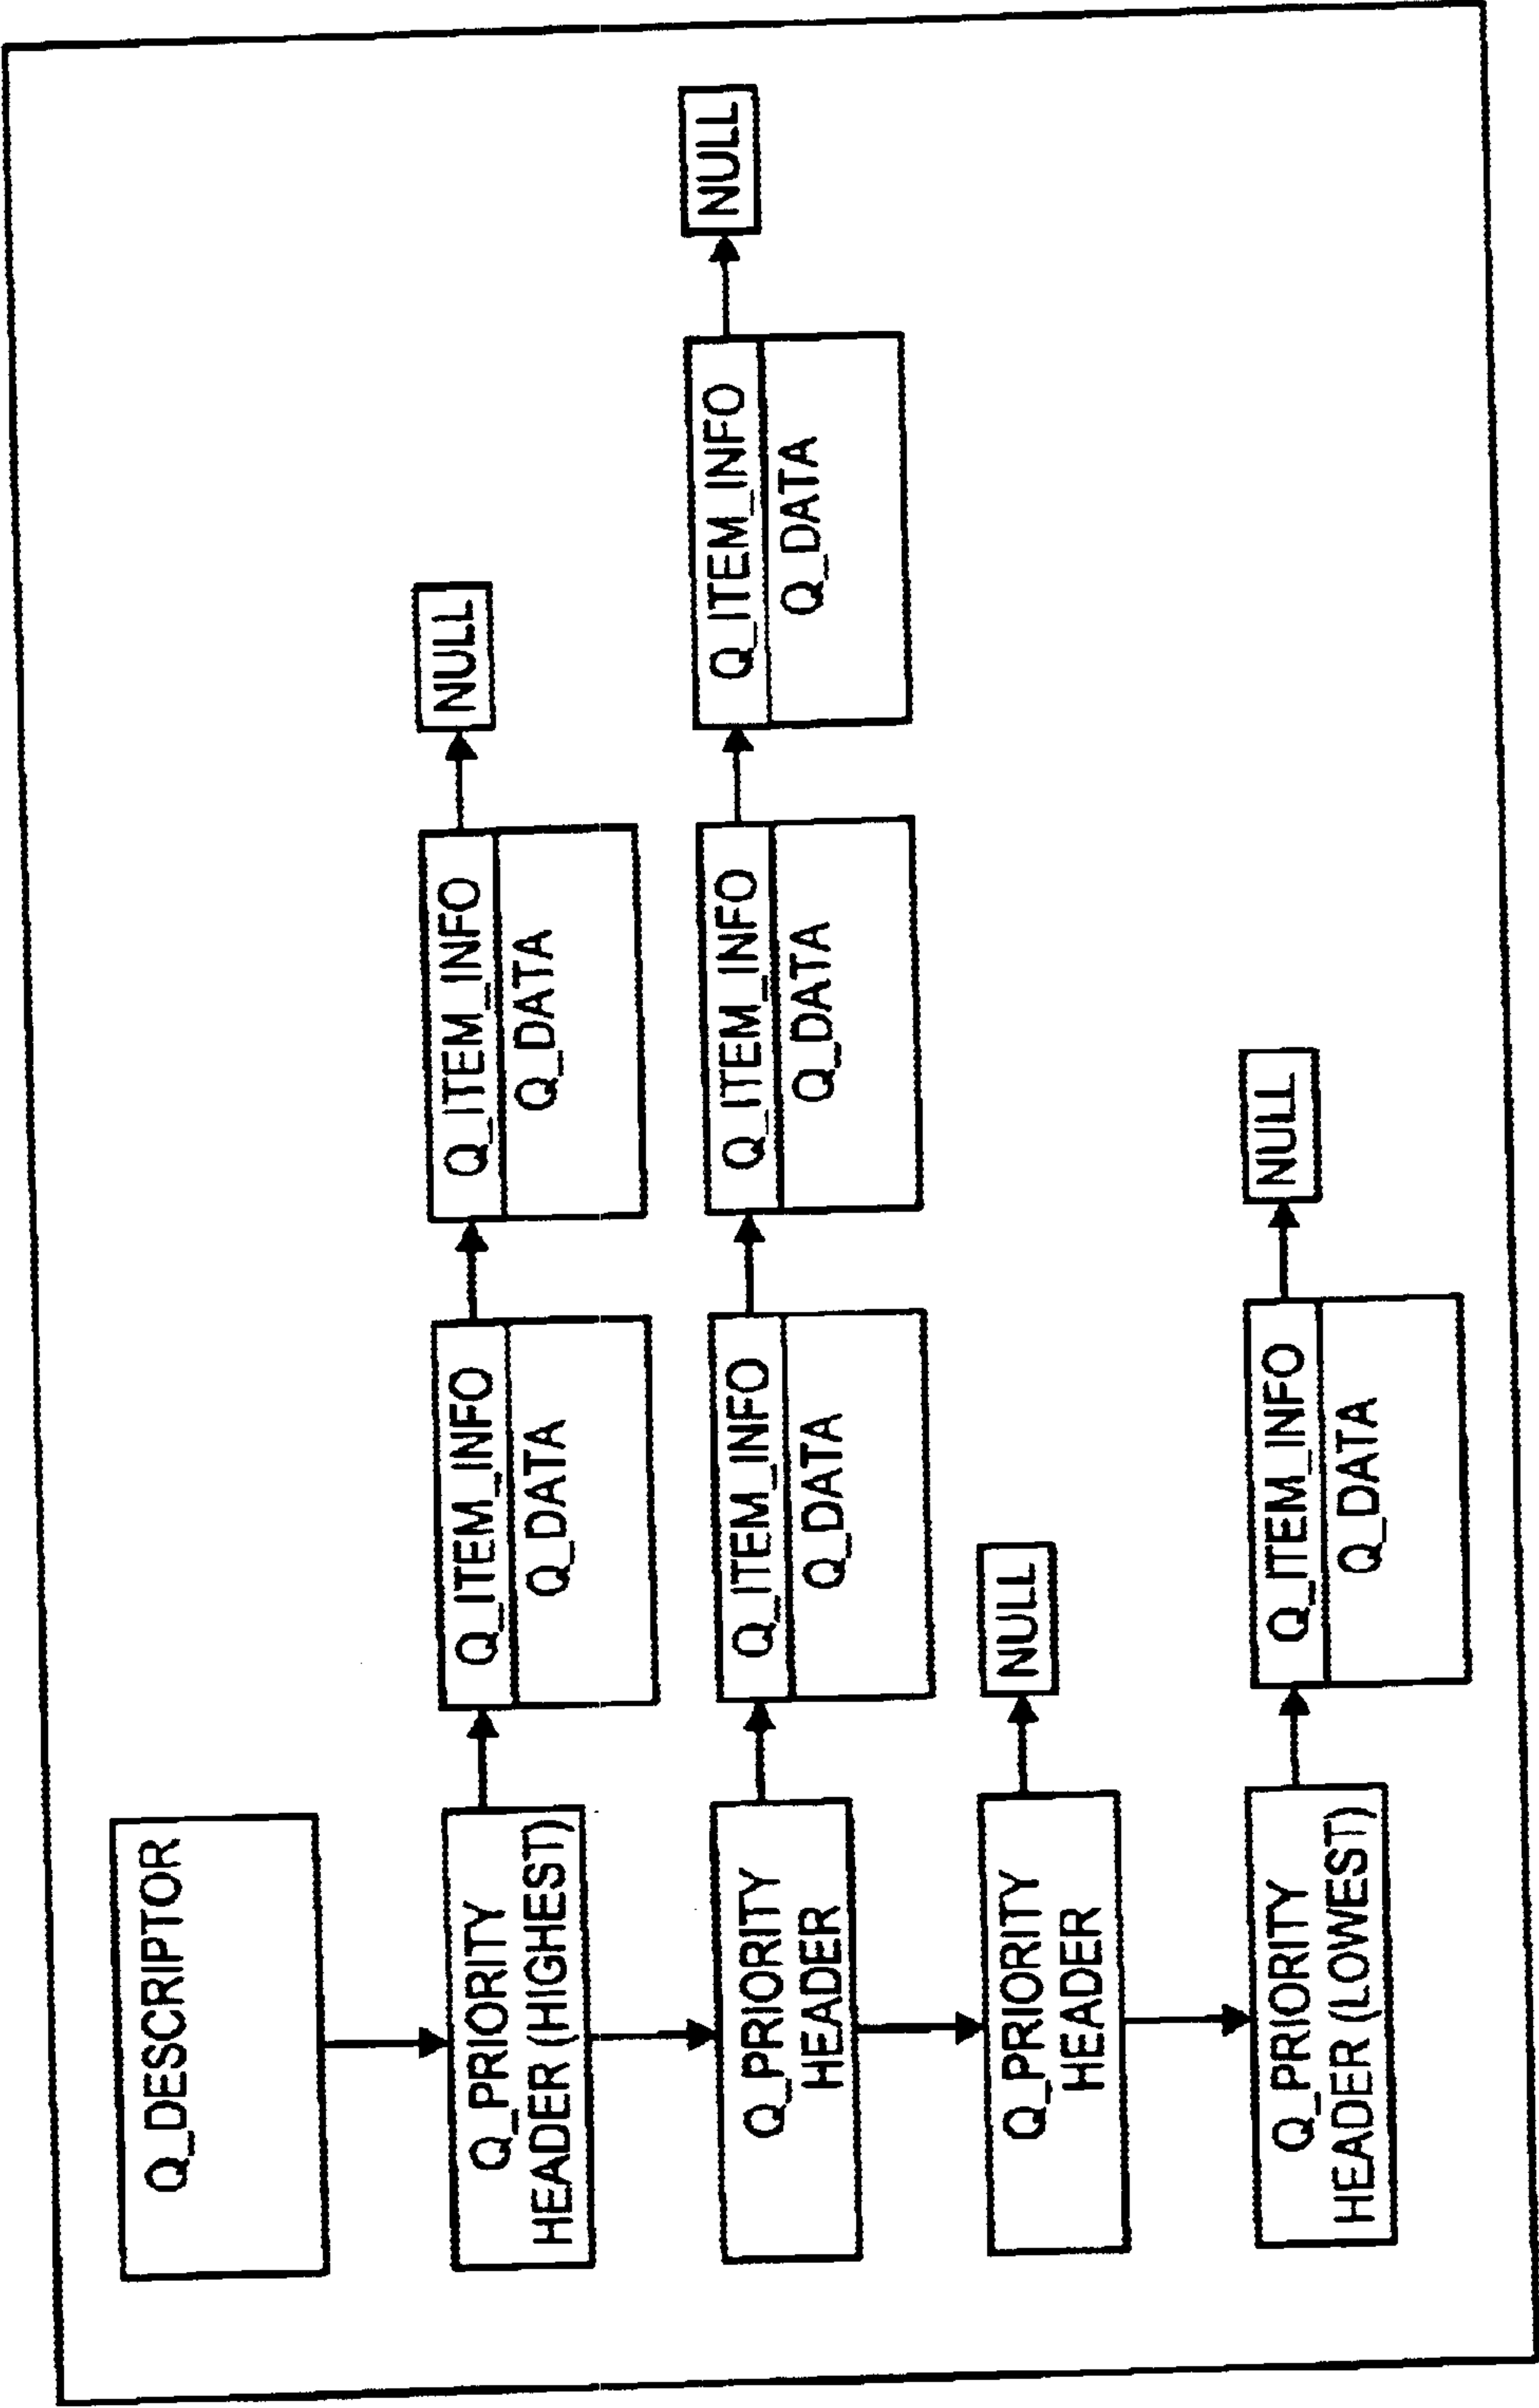 Q_DESCRIPTOR
Q_PRIORITY
HEADER (HIGHEST)
Q_ITEM_INFO
Q_DATA
Q_ITEM_INFO
Q_DATA
NULL
Q_PRIORITY
HEADER
Q_ITEM_INFO
Q_DATA
Q_ITEM_INFO
Q_DATA
Q_ITEM_INFO
Q_DATA
NULL
Q_PRIORITY
HEADER
NULL
Q_PRIORITY
HEADER (LOWEST)
Q_ITEM_INFO
Q_DATA
NULL